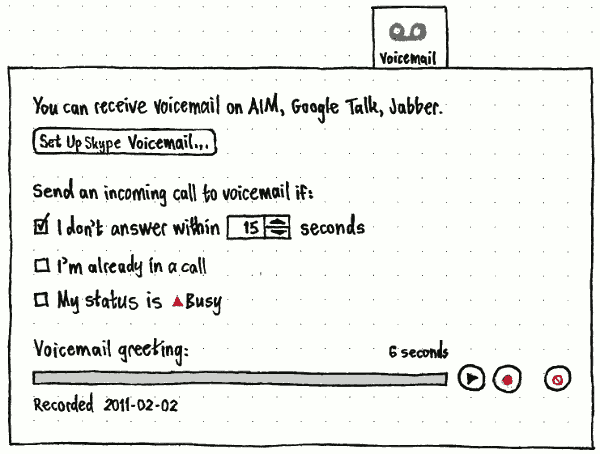 Voicemail
You can receive voicemail on AIM, Google Talk, Jabber.
Set Up Skype Voicemail...
Send an incoming call to voicemail if:
I don't answer within 15 seconds
I'm already in a call
My status is Busy
Voicemail greeting: 6 seconds
Recorded 2011-02-02